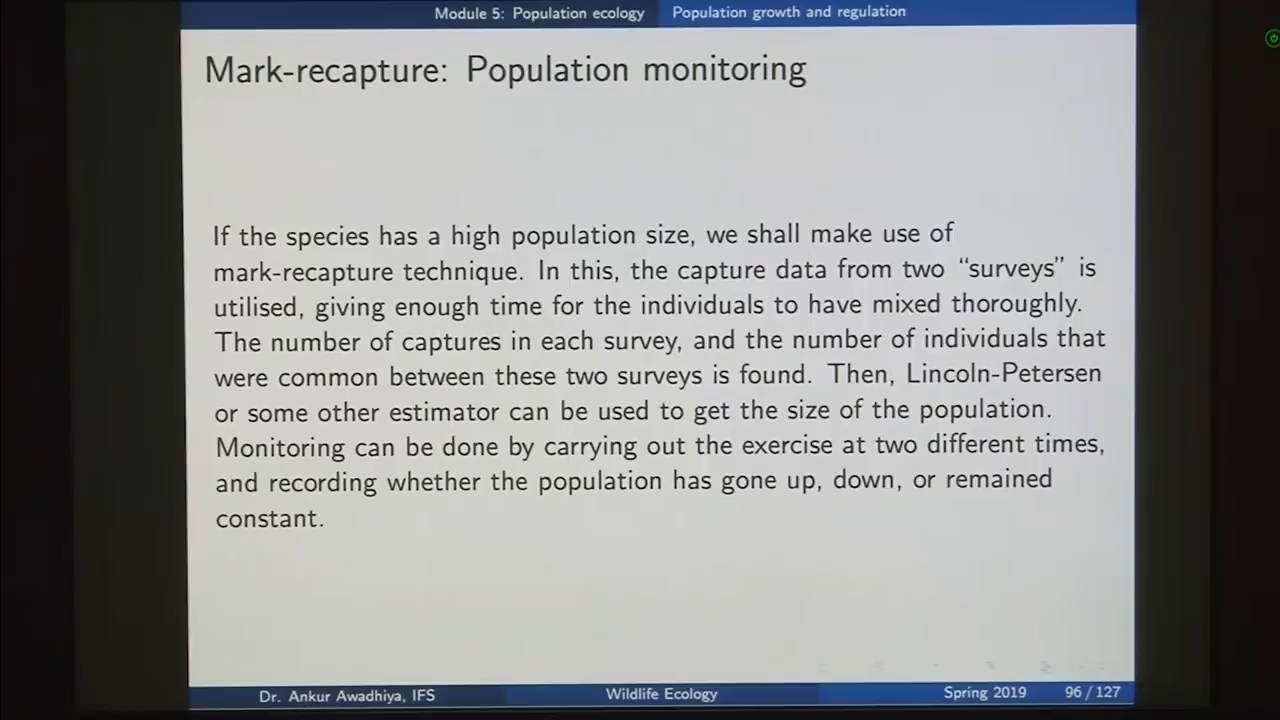 Module 5: Population ecology Population growth and regulation
Mark-recapture: Population monitoring
If the species has a high population size, we shall make use of
mark-recapture technique. In this, the capture data from two “surveys” is
utilised, giving enough time for the individuals to have mixed thoroughly.
The number of captures in each survey, and the number of individuals that
were common between these two surveys is found. Then, Lincoln-Petersen
or some other estimator can be used to get the size of the population.
Monitoring can be done by carrying out the exercise at two different times,
and recording whether the population has gone up, down, or remained
constant.
Dr. Ankur Awadhiya, IFS Wildlife Ecology Spring 2019 96 / 127